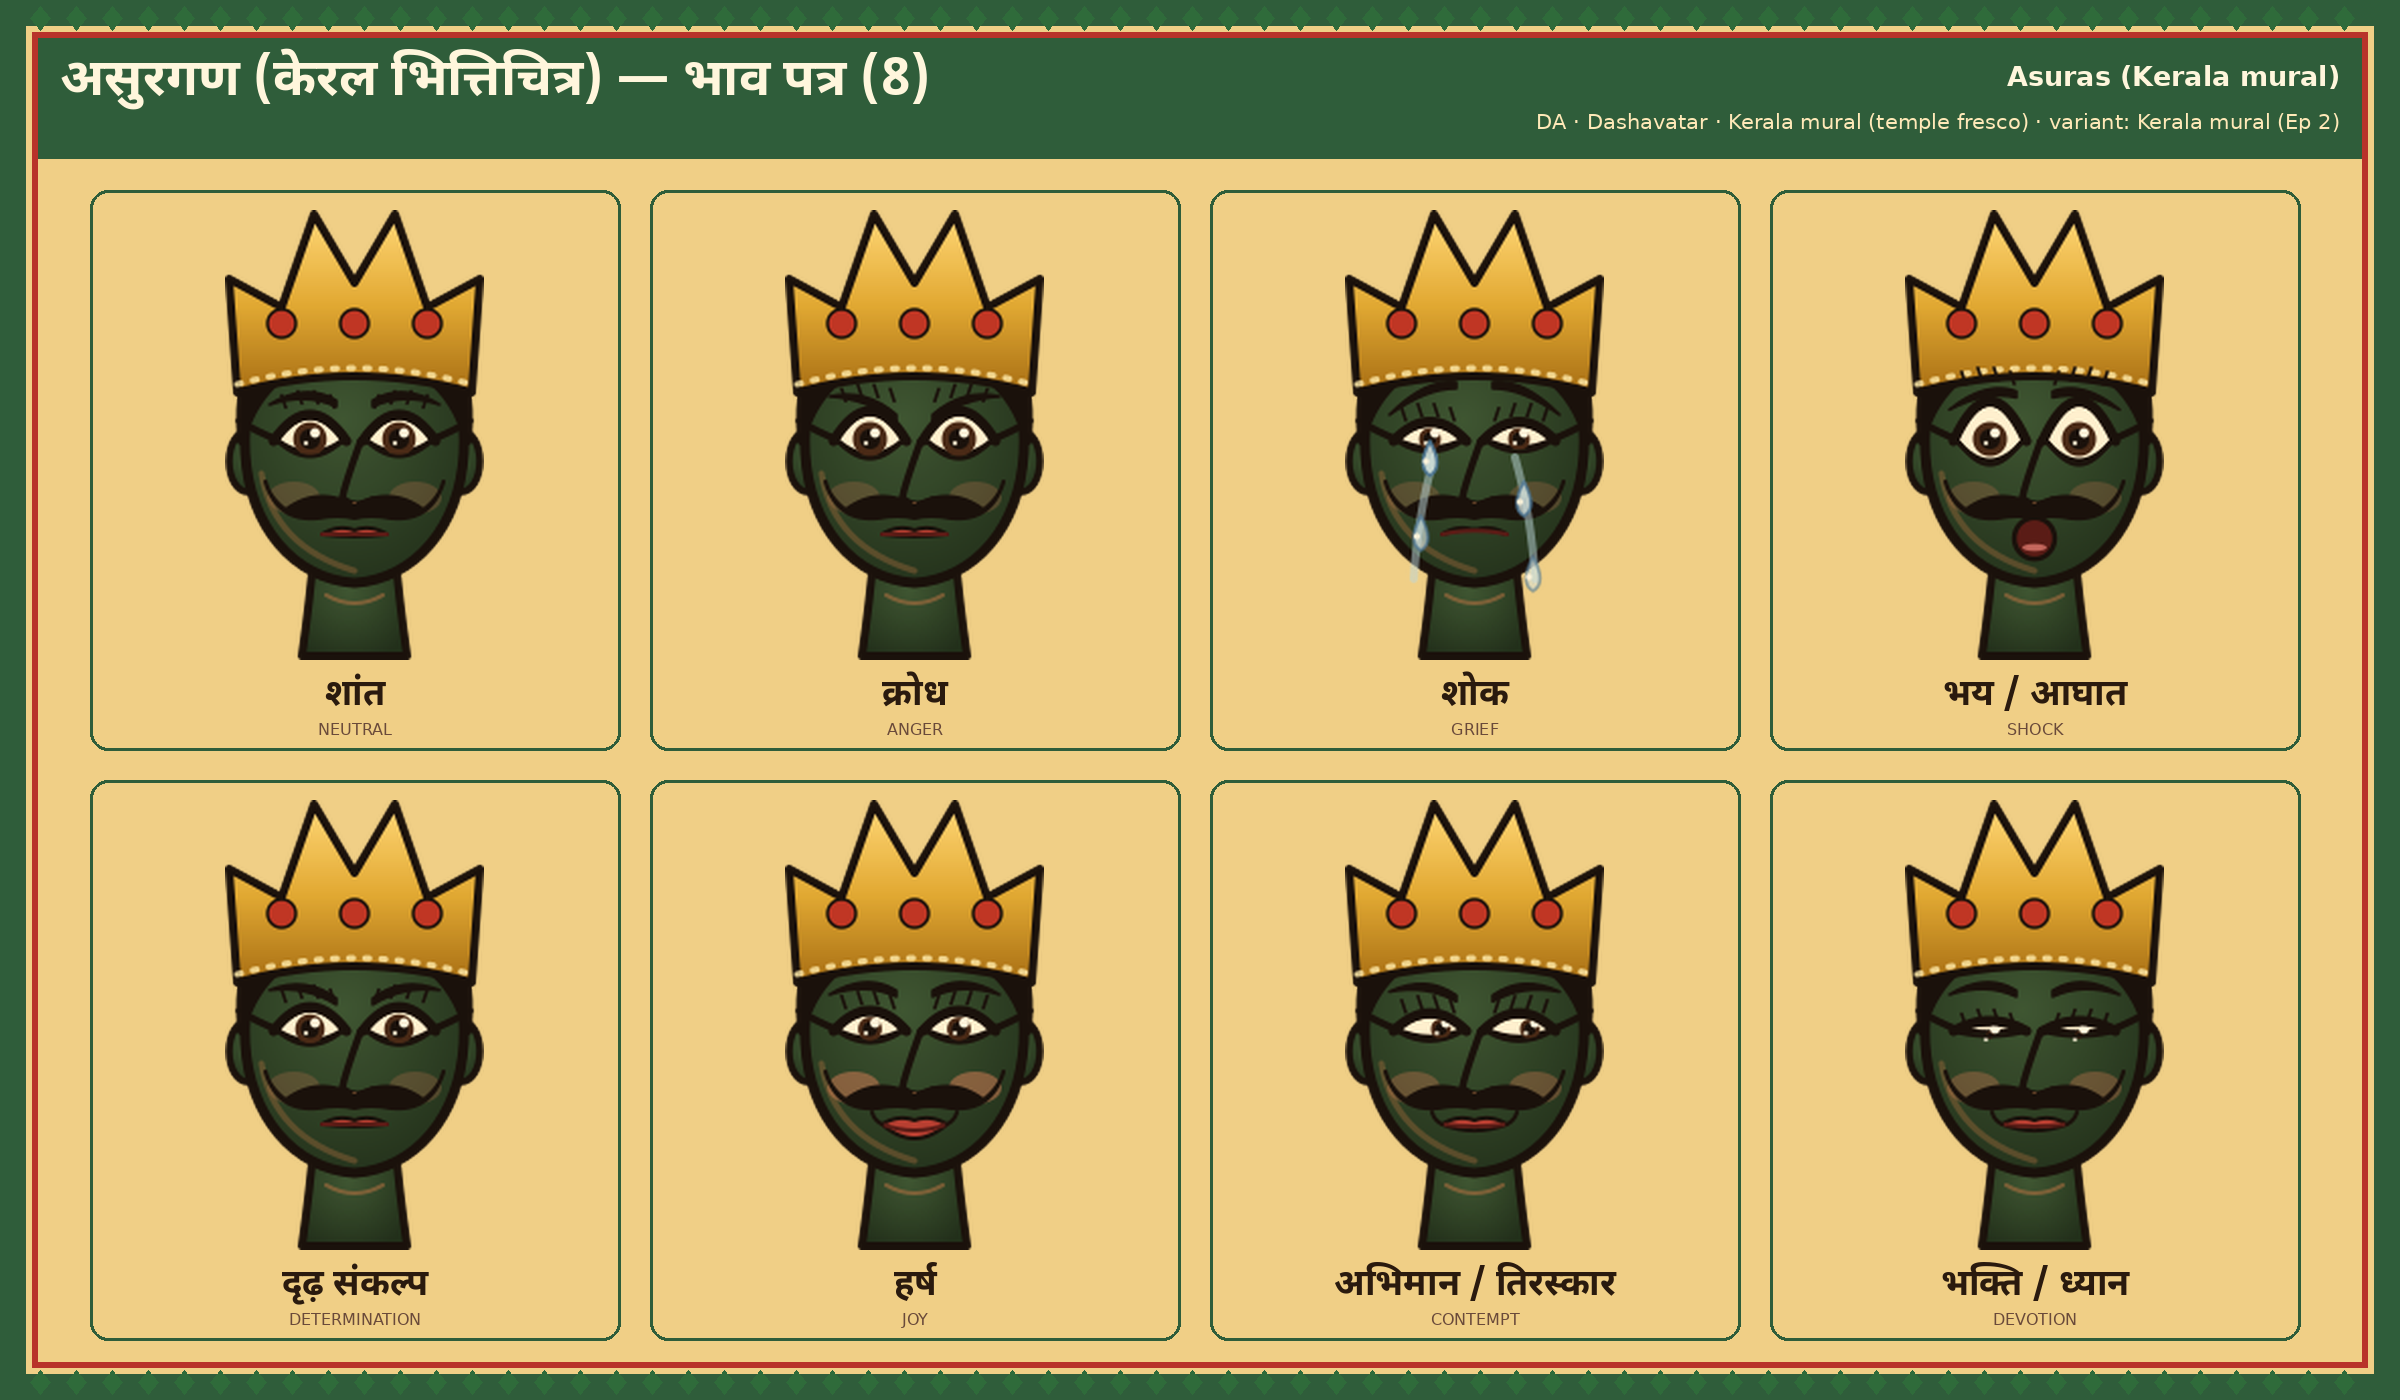 असुरगण (केरल भित्तिचित्र) — भाव पत्र (8)
Asuras (Kerala mural)
DA · Dashavatar · Kerala mural (temple fresco) · variant: Kerala mural (Ep 2)
शांत
NEUTRAL
क्रोध
ANGER
शोक
GRIEF
भय / आघात
SHOCK
दृढ़ संकल्प
DETERMINATION
हर्ष
JOY
अभिमान / तिरस्कार
CONTEMPT
भक्ति / ध्यान
DEVOTION